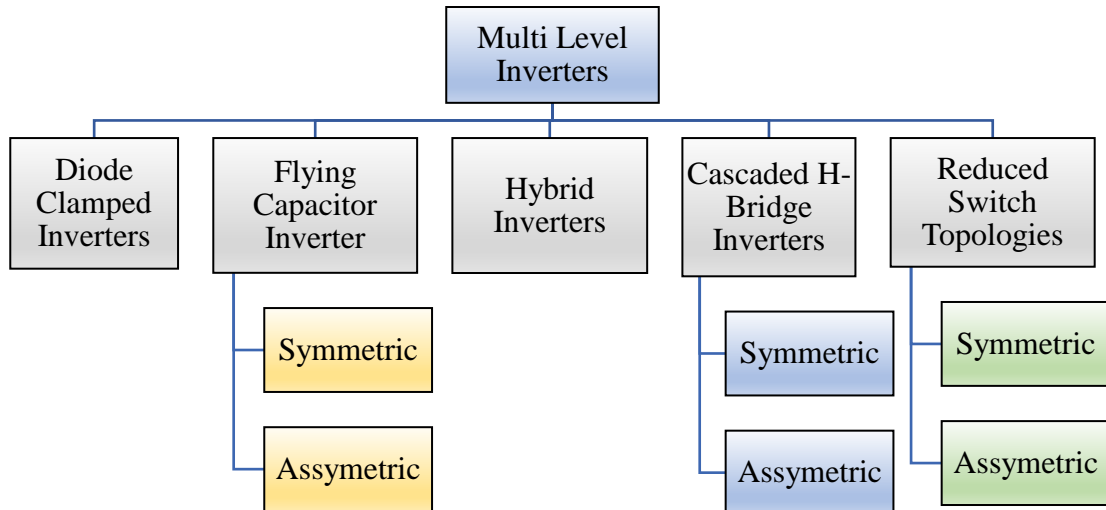 Multi Level
Inverters
Diode
Clamped
Inverters
Flying
Capacitor
Inverter
Hybrid
Inverters
Cascaded H-
Bridge
Inverters
Reduced
Switch
Topologies
Symmetric
Assymetric
Symmetric
Assymetric
Symmetric
Assymetric